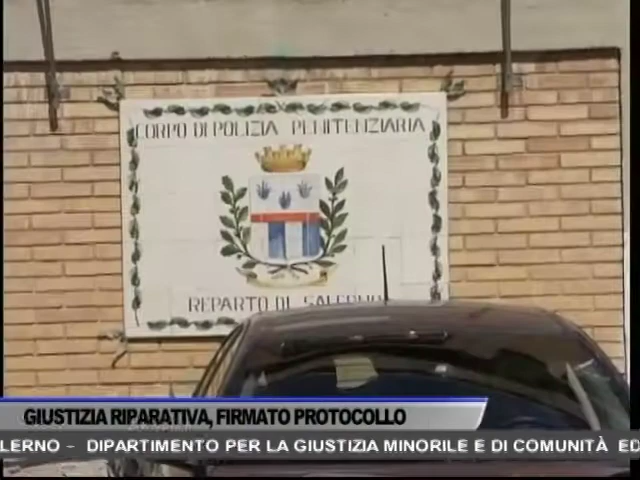 CORPO DI POLIZIA PENITENZIARIA
REPARTO DI SALERNO
GIUSTIZIA RIPARATIVA, FIRMATO PROTOCOLLO
LERNO - DIPARTIMENTO PER LA GIUSTIZIA MINORILE E DI COMUNITÀ ED